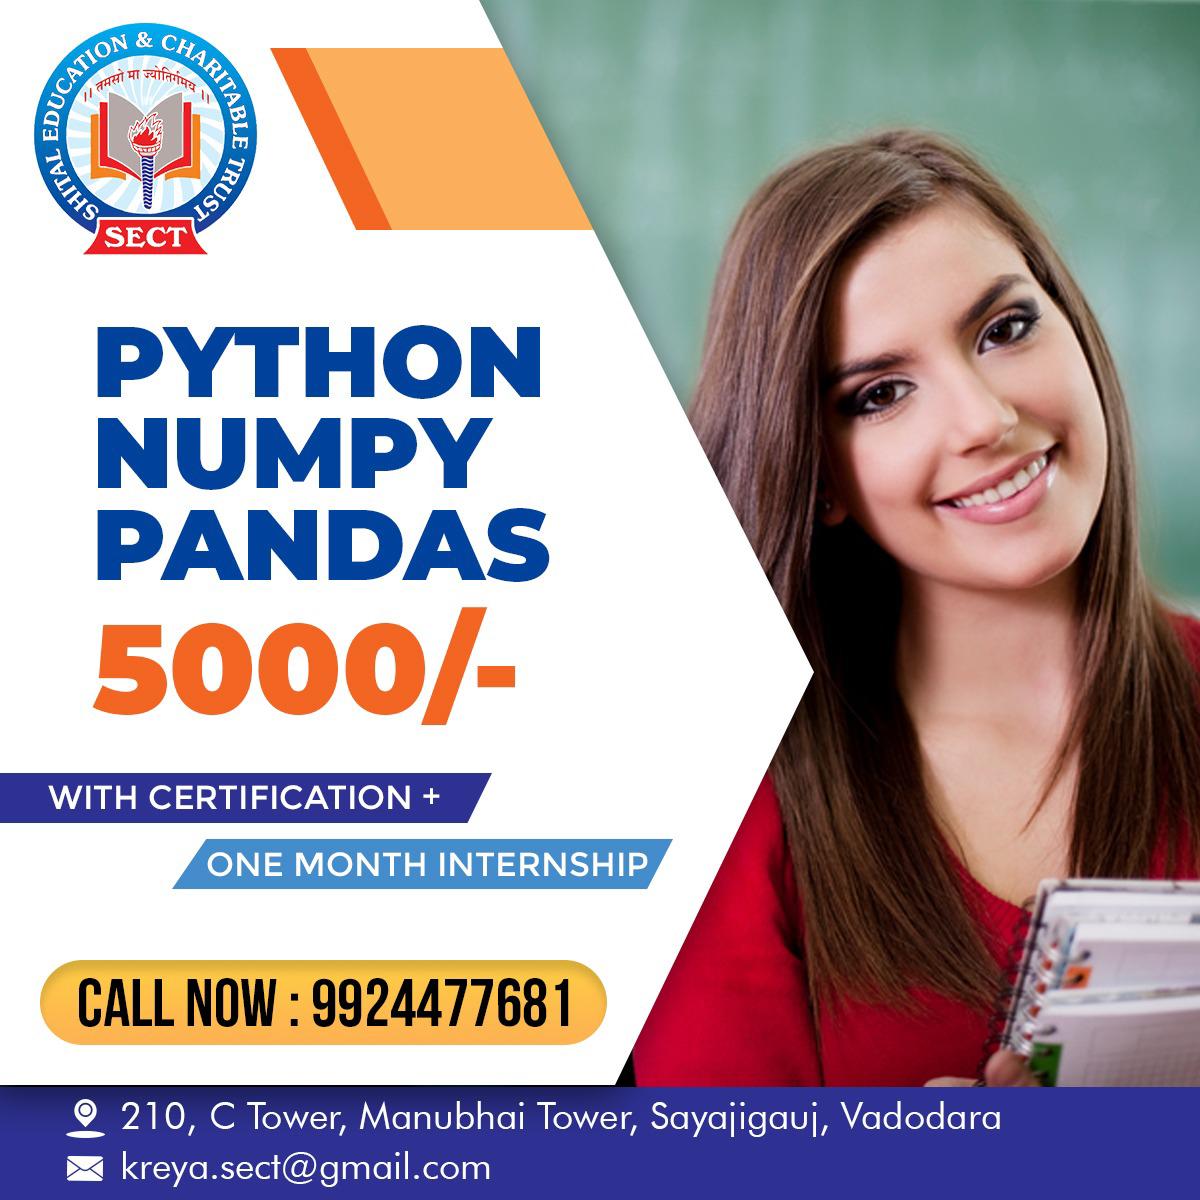 SHITAL EDUCATION & CHARITABLE TRUST
।। तमसो मा ज्योतिर्गमय ।।
SECT
PYTHON
NUMPY
PANDAS
5000/-
WITH CERTIFICATION +
ONE MONTH INTERNSHIP
CALL NOW : 9924477681
210, C Tower, Manubhai Tower, Sayajigauj, Vadodara
kreya.sect@gmail.com